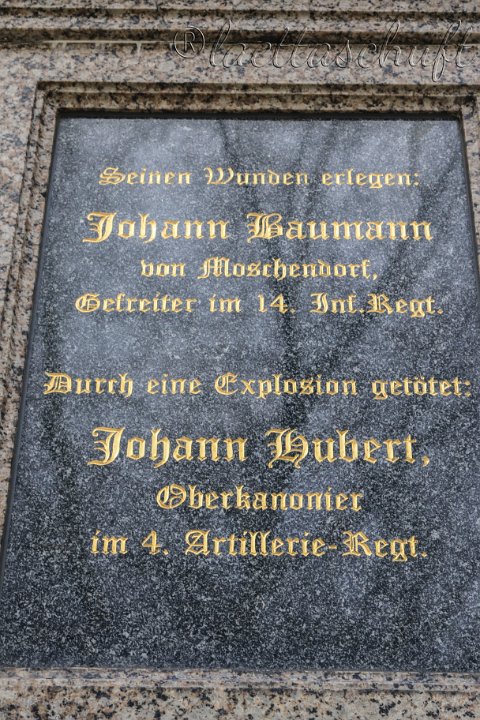 ©laettaschuft
Seinen Wunden erlegen:
Johann Baumann
von Moschendorf,
Gefreiter im 14. Inf.Regt.
Durch eine Explosion getötet:
Johann Hubert,
Oberkanonier
im 4. Artillerie-Regt.